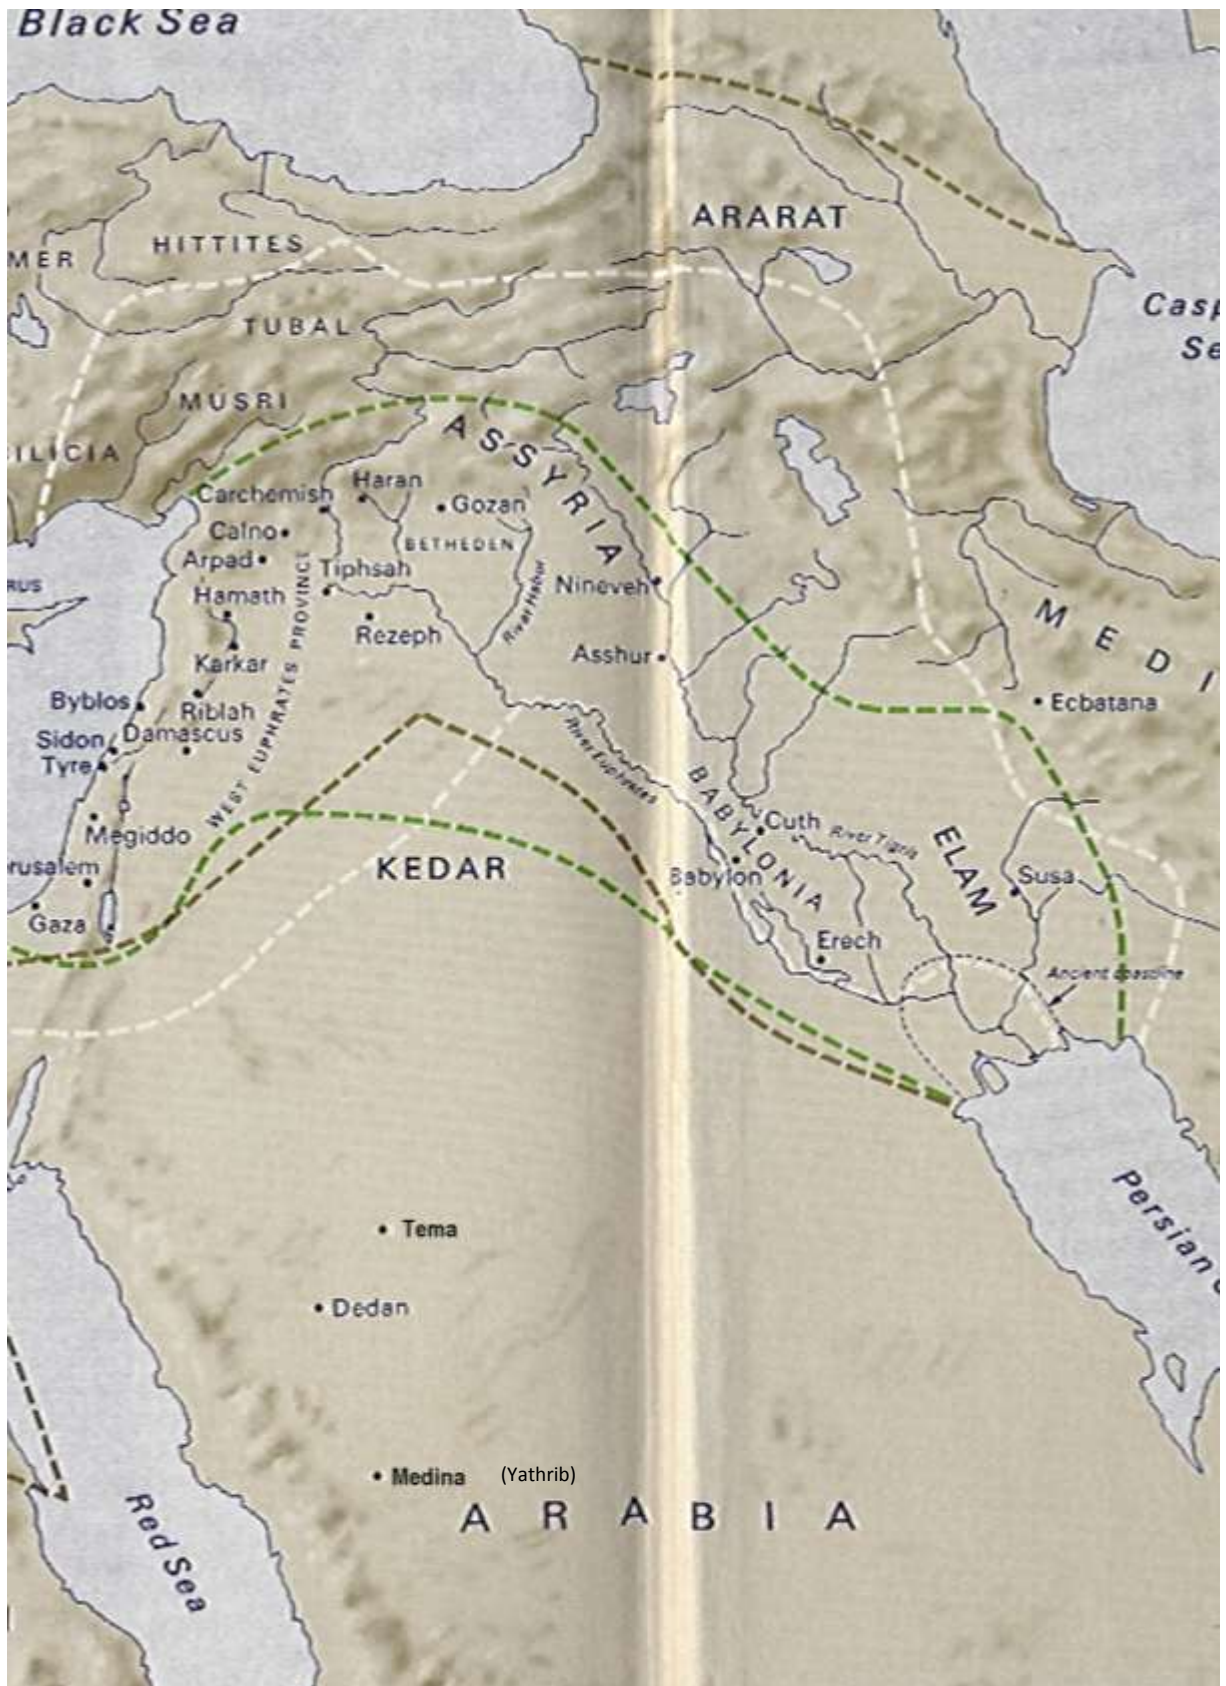 Black Sea
ARARAT
HITTITES
MER
Casp
Se
TUBAL
MUSRI
ILICIA
ASSYRIA
Haran
Carchemish
Gozan
Calno
BETHEDEN
Arpad
Tiphsah
RUS
Hamath
Nineveh
River Habur
MEDI
Rezeph
Karkar
Asshur
WEST EUPHRATES PROVINCE
Byblos
Riblah
Ecbatana
Sidon
Damascus
Tyre
River Euphrates
BABYLONIA
Megiddo
Cuth
River Tigris
ELAM
rusalem
KEDAR
Babylon
Susa
Gaza
Erech
Ancient coastline
Persian G
Tema
Dedan
Medina (Yathrib)
ARABIA
Red Sea